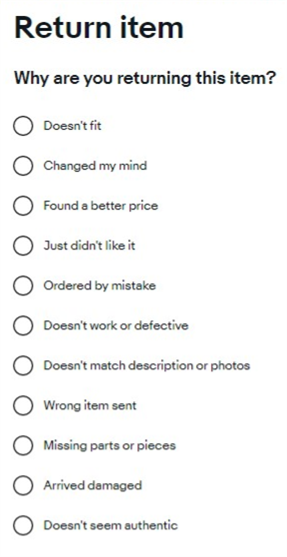 Return item
Why are you returning this item?
Doesn't fit
Changed my mind
Found a better price
Just didn't like it
Ordered by mistake
Doesn't work or defective
Doesn't match description or photos
Wrong item sent
Missing parts or pieces
Arrived damaged
Doesn't seem authentic